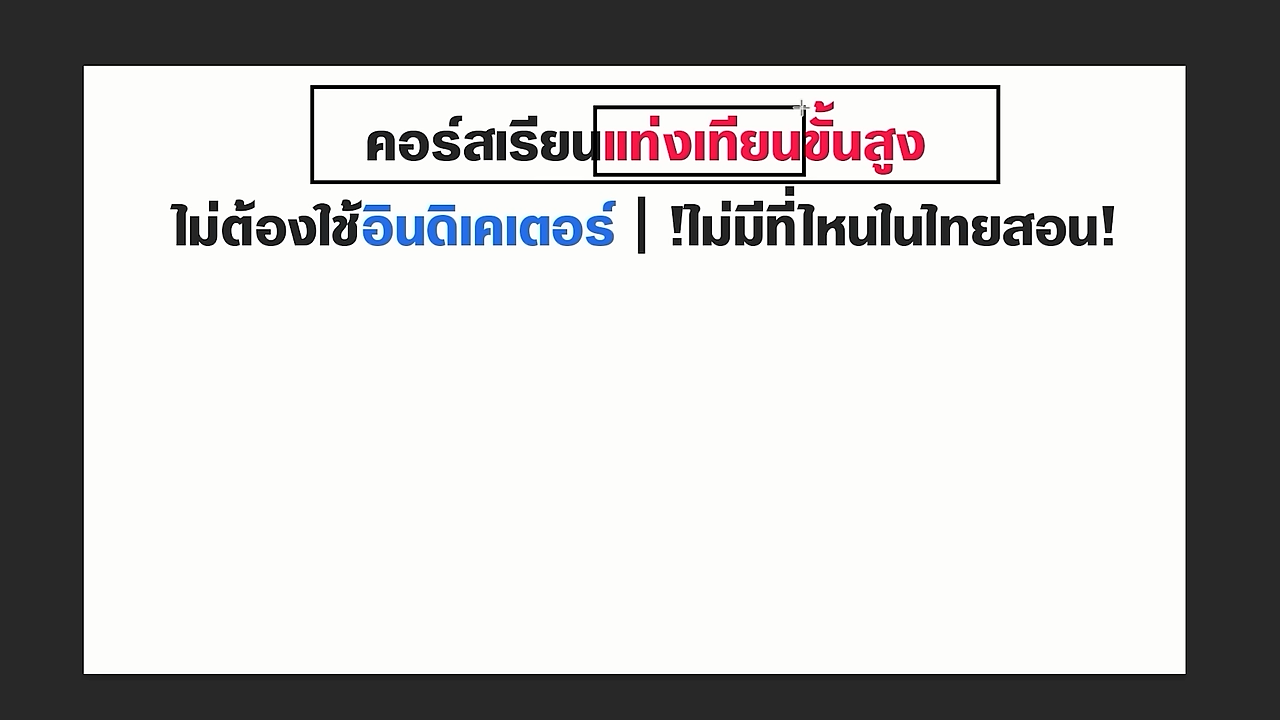 คอร์สเรียนแท่งเทียนขั้นสูง
ไม่ต้องใช้อินดิเคเตอร์ | !ไม่มีที่ไหนในไทยสอน!